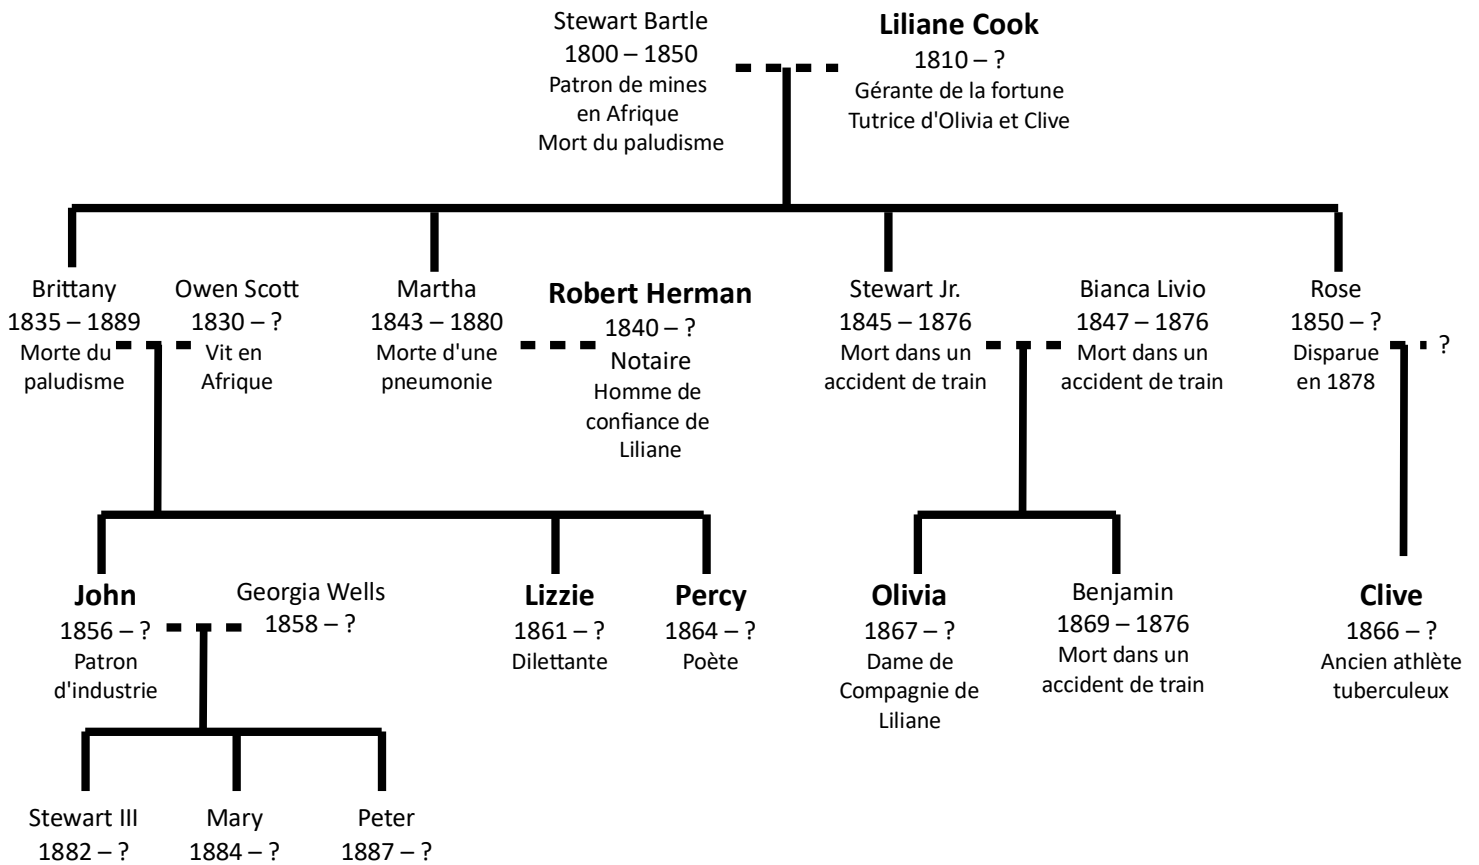 Stewart Bartle
1800 – 1850
Patron de mines
en Afrique
Mort du paludisme
Liliane Cook
1810 – ?
Gérante de la fortune
Tutrice d'Olivia et Clive
Brittany
1835 – 1889
Morte du
paludisme
Owen Scott
1830 – ?
Vit en
Afrique
Martha
1843 – 1880
Morte d'une
pneumonie
Robert Herman
1840 – ?
Notaire
Homme de
confiance de
Liliane
Stewart Jr.
1845 – 1876
Mort dans un
accident de train
Bianca Livio
1847 – 1876
Mort dans un
accident de train
Rose
1850 – ?
Disparue
en 1878
?
John
1856 – ?
Patron
d'industrie
Georgia Wells
1858 – ?
Lizzie
1861 – ?
Dilettante
Percy
1864 – ?
Poète
Olivia
1867 – ?
Dame de
Compagnie de
Liliane
Benjamin
1869 – 1876
Mort dans un
accident de train
Clive
1866 – ?
Ancien athlète
tuberculeux
Stewart III
1882 – ?
Mary
1884 – ?
Peter
1887 – ?